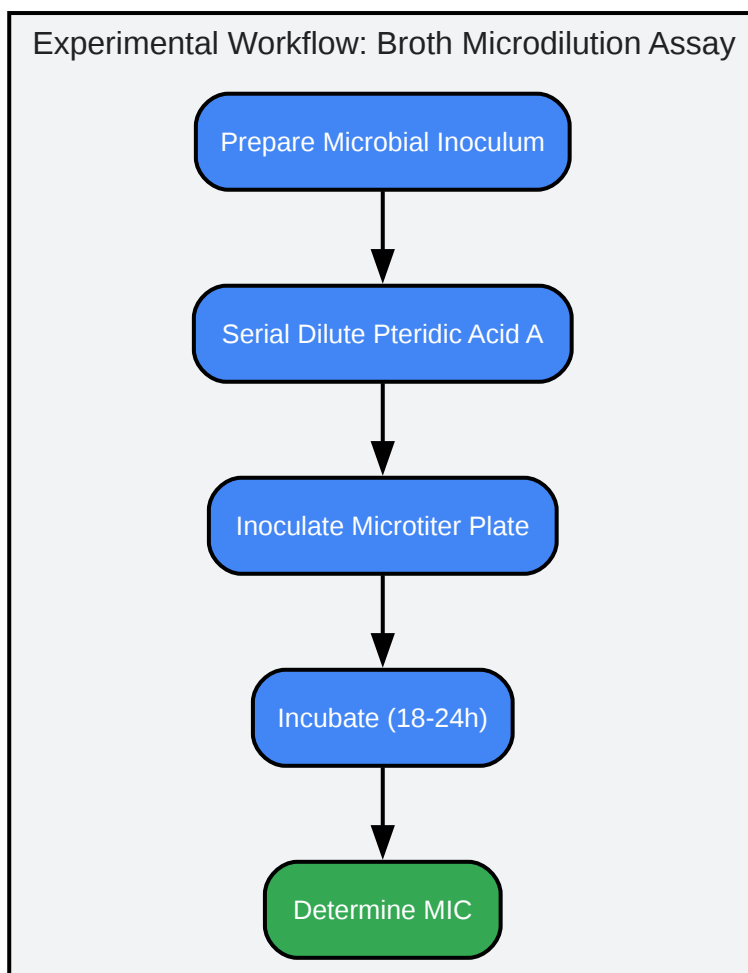 Experimental Workflow: Broth Microdilution Assay
Prepare Microbial Inoculum
Serial Dilute Pteridic Acid A
Inoculate Microtiter Plate
Incubate (18-24h)
Determine MIC